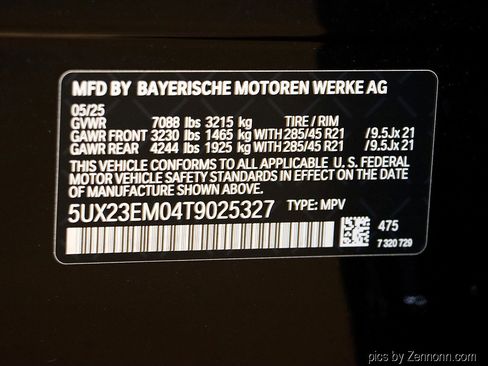 MFD BY BAYERISCHE MOTOREN WERKE AG
05/25
GVWR 7088 lbs 3215 kg TIRE / RIM
GAWR FRONT 3230 lbs 1465 kg WITH 285/45 R21 / 9.5Jx 21
GAWR REAR 4244 lbs 1925 kg WITH 285/45 R21 / 9.5Jx 21
THIS VEHICLE CONFORMS TO ALL APPLICABLE U. S. FEDERAL
MOTOR VEHICLE SAFETY STANDARDS IN EFFECT ON THE DATE
OF MANUFACTURE SHOWN ABOVE.
5UX23EM04T9025327 TYPE: MPV
475
7 320 729
pics by Zennonn.com